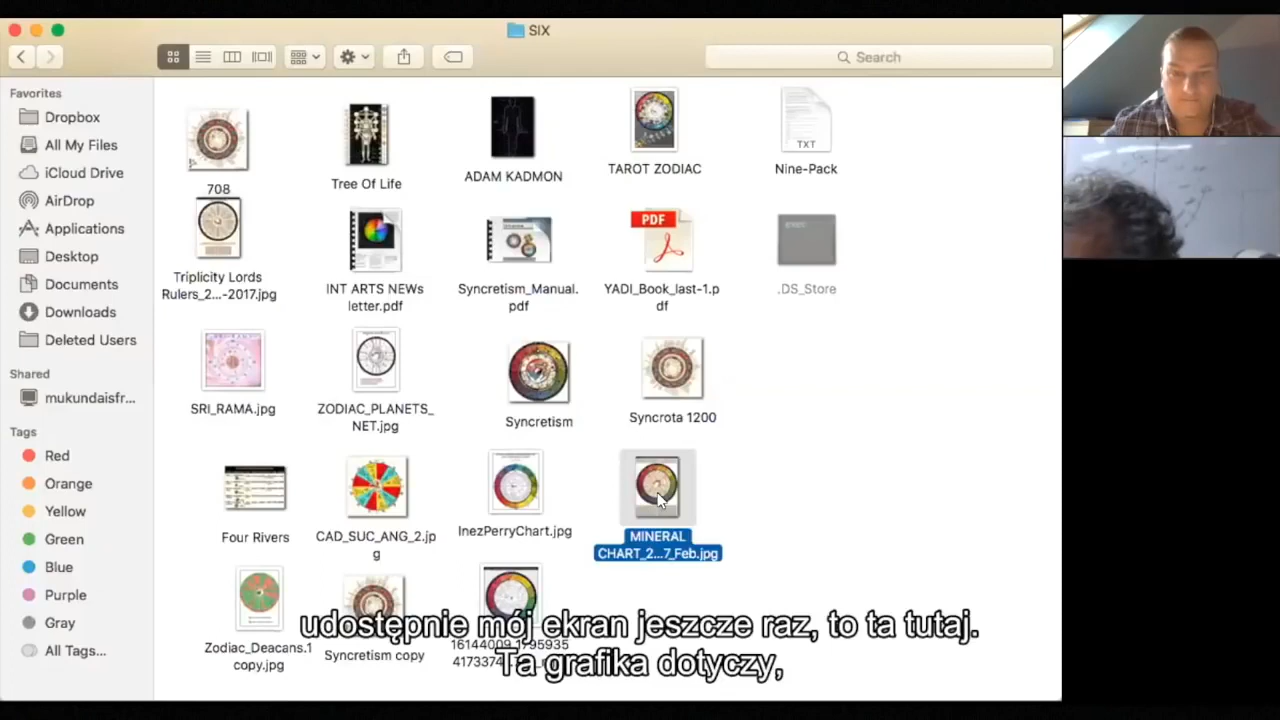 SIX
Search
Favorites
Dropbox
All My Files
iCloud Drive
AirDrop
Applications
Desktop
Documents
Downloads
Deleted Users
Shared
mukundaisfr...
Tags
Red
Orange
Yellow
Green
Blue
Purple
Gray
All Tags...
708
Tree Of Life
ADAM KADMON
TAROT ZODIAC
TXT
Nine-Pack
Triplicity Lords
Rulers_2...-2017.jpg
INT ARTS NEWs
letter.pdf
Syncretism_Manual.
pdf
PDF
YADI_Book_last-1.p
df
.DS_Store
SRI_RAMA.jpg
ZODIAC_PLANETS_
NET.jpg
Syncretism
Syncrota 1200
Four Rivers
CAD_SUC_ANG_2.jp
g
InezPerryChart.jpg
MINERAL
CHART_2...7_Feb.jpg
Zodiac_Deacans.1
copy.jpg
Syncretism copy
udostępnie mój ekran jeszcze raz, to ta tutaj.
Ta grafika dotyczy,